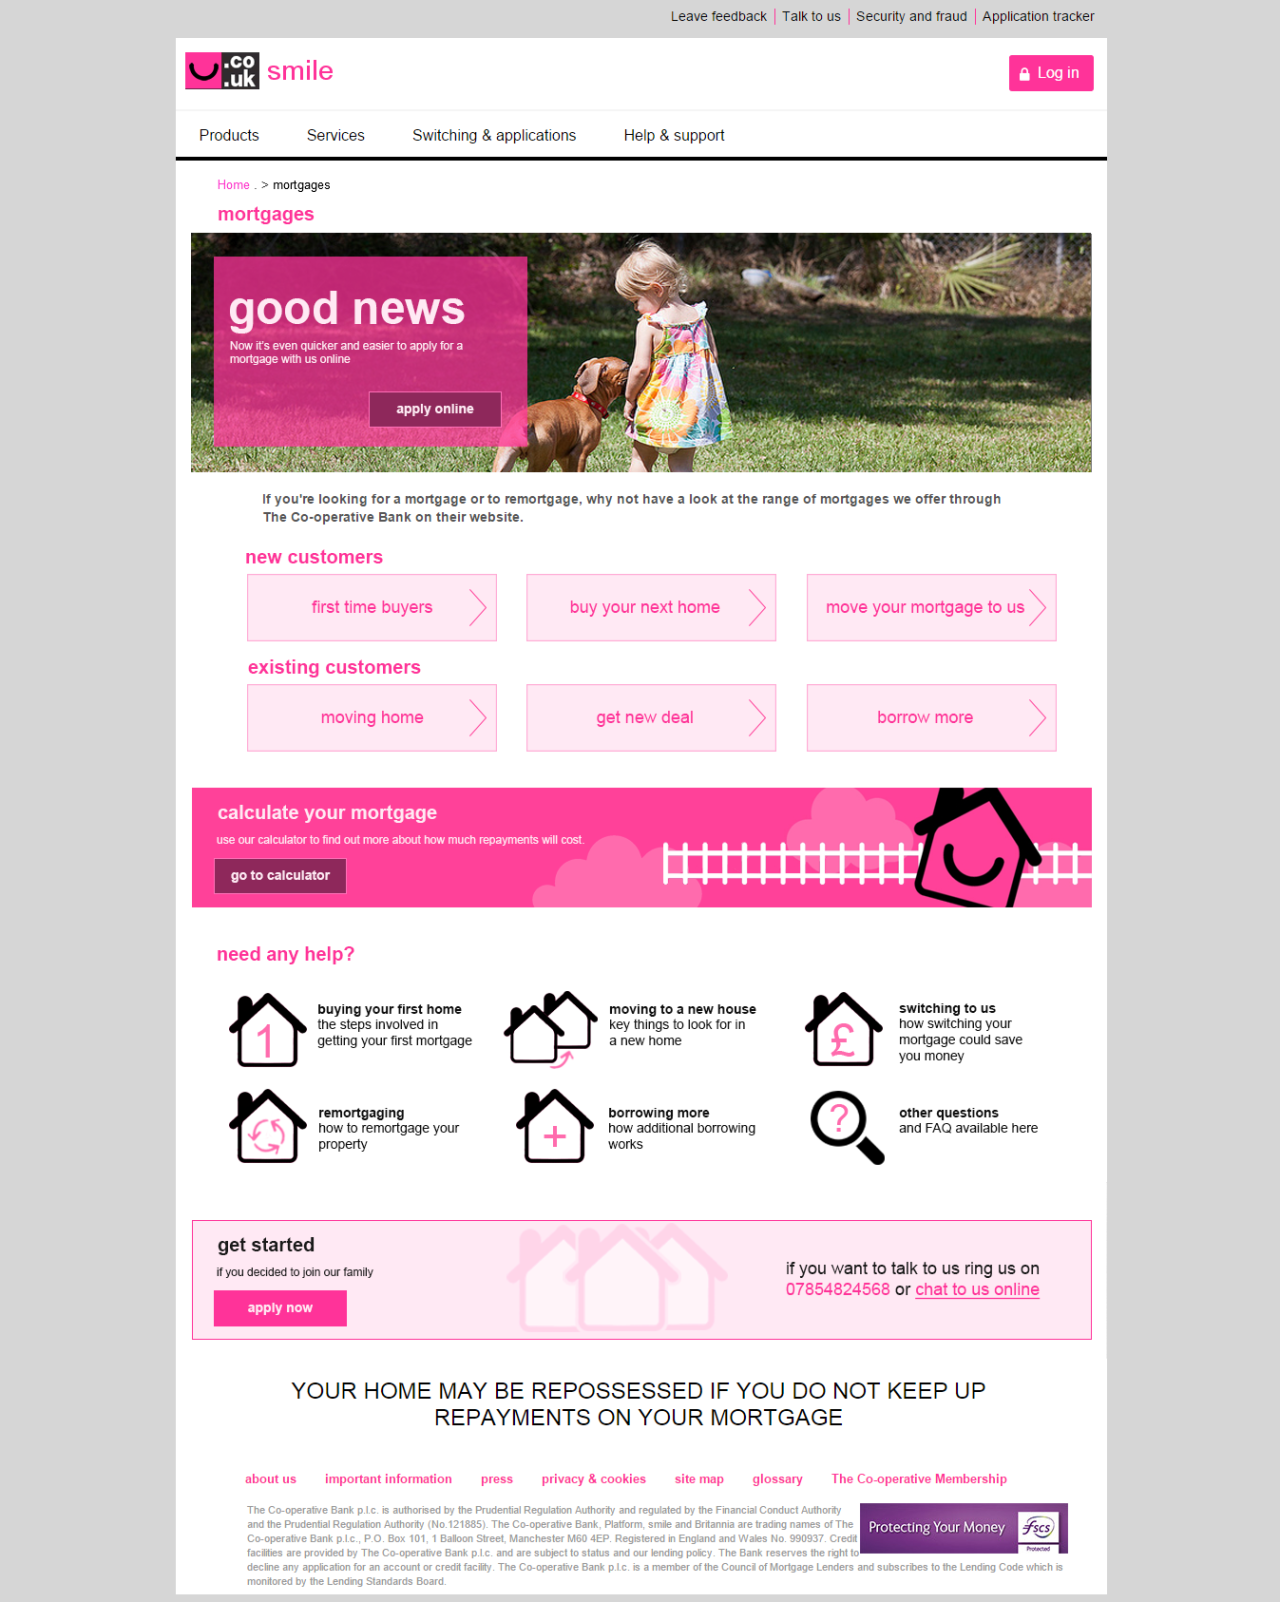 Leave feedback
Talk to us
Security and fraud
Application tracker
.co
.uk
smile
Log in
Products
Services
Switching & applications
Help & support
Home . > mortgages
mortgages
good news
Now it's even quicker and easier to apply for a
mortgage with us online
apply online
If you're looking for a mortgage or to remortgage, why not have a look at the range of mortgages we offer through
The Co-operative Bank on their website.
new customers
first time buyers
buy your next home
move your mortgage to us
existing customers
moving home
get new deal
borrow more
calculate your mortgage
use our calculator to find out more about how much repayments will cost.
go to calculator
need any help?
1
buying your first home
the steps involved in
getting your first mortgage
moving to a new house
key things to look for in
a new home
£
switching to us
how switching your
mortgage could save
you money
remortgaging
how to remortgage your
property
+
borrowing more
how additional borrowing
works
?
other questions
and FAQ available here
get started
if you decided to join our family
apply now
if you want to talk to us ring us on
07854824568 or chat to us online
YOUR HOME MAY BE REPOSSESSED IF YOU DO NOT KEEP UP
REPAYMENTS ON YOUR MORTGAGE
about us
important information
press
privacy & cookies
site map
glossary
The Co-operative Membership
The Co-operative Bank p.l.c. is authorised by the Prudential Regulation Authority and regulated by the Financial Conduct Authority
and the Prudential Regulation Authority (No.121885). The Co-operative Bank, Platform, smile and Britannia are trading names of The
Co-operative Bank p.l.c., P.O. Box 101, 1 Balloon Street, Manchester M60 4EP. Registered in England and Wales No. 990937. Credit
facilities are provided by The Co-operative Bank p.l.c. and are subject to status and our lending policy. The Bank reserves the right to
decline any application for an account or credit facility. The Co-operative Bank p.l.c. is a member of the Council of Mortgage Lenders and subscribes to the Lending Code which is
monitored by the Lending Standards Board.
Protecting Your Money
fscs
Protected